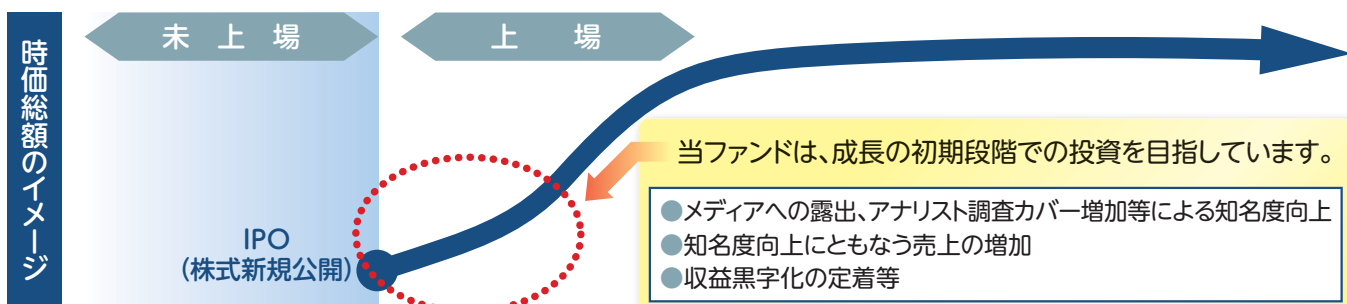 時価総額のイメージ
未上場
上場
IPO
（株式新規公開）
当ファンドは、成長の初期段階での投資を目指しています。
●メディアへの露出、アナリスト調査カバー増加等による知名度向上
●知名度向上にともなう売上の増加
●収益黒字化の定着等